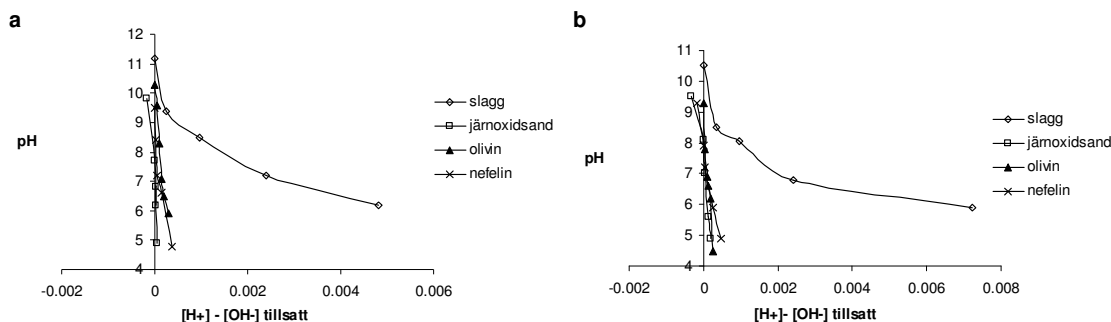 a
12
11
10
9
8
7
6
5
4
pH
-0.002
0
0.002
0.004
0.006
[H+] - [OH-] tillsatt
slagg
järnoxidsand
olivin
nefelin
b
11
10
9
8
7
6
5
4
pH
-0.002
0
0.002
0.004
0.006
0.008
[H+]- [OH-] tillsatt
slagg
järnoxidsand
olivin
nefelin